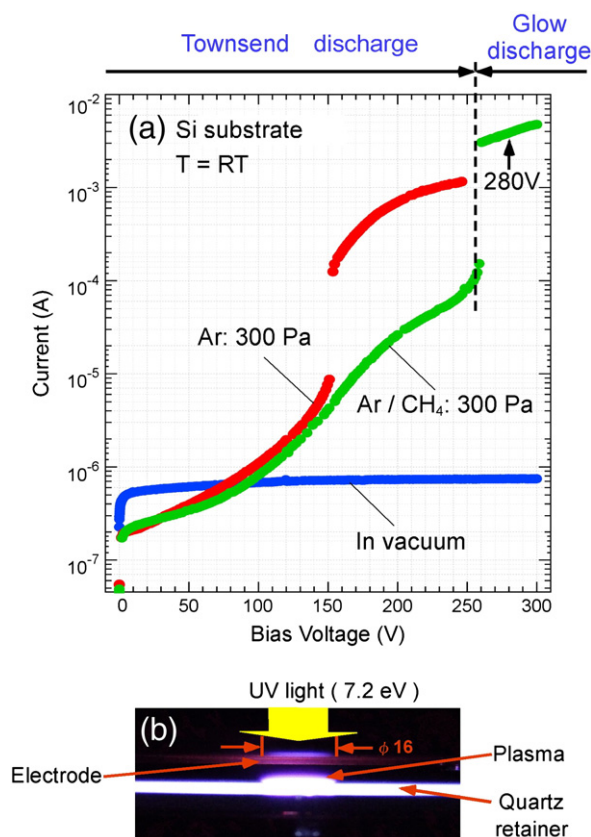 Townsend discharge
Glow
discharge
(a) Si substrate
T = RT
280V
Ar: 300 Pa
Ar / CH₄: 300 Pa
In vacuum
Current (A)
10⁻²
10⁻³
10⁻⁴
10⁻⁵
10⁻⁶
10⁻⁷
0 50 100 150 200 250 300
Bias Voltage (V)
UV light ( 7.2 eV )
(b)
ϕ 16
Electrode
Plasma
Quartz
retainer